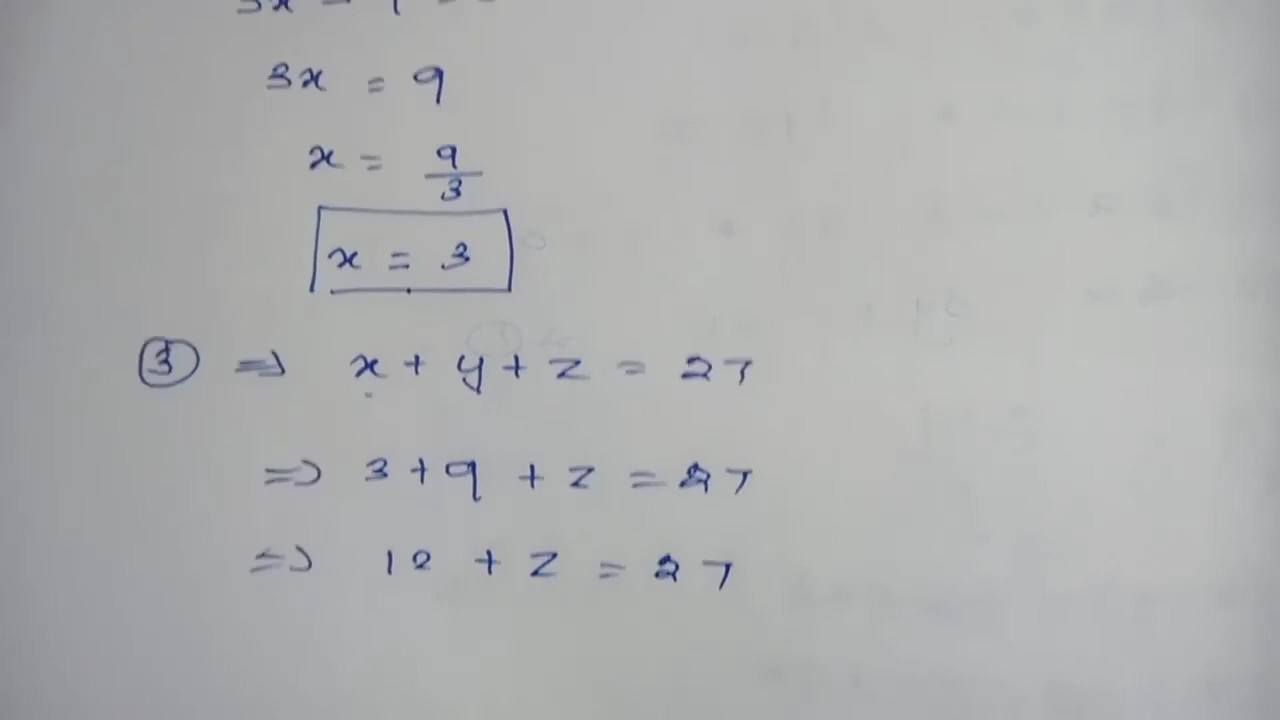 3x = 9
x = 9/3
x = 3
③ ⇒ x + y + z = 27
⇒ 3 + 9 + z = 27
⇒ 12 + z = 27